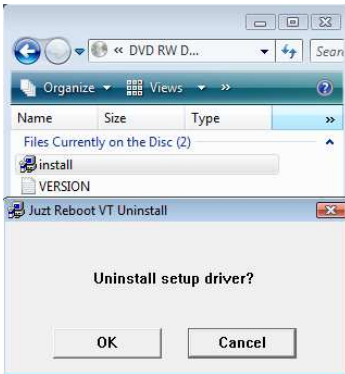 « DVD RW D...
Sear
Organize
Views
»
?
Name Size Type »
Files Currently on the Disc (2)
install
VERSION
Juzt Reboot VT Uninstall
Uninstall setup driver?
OK Cancel